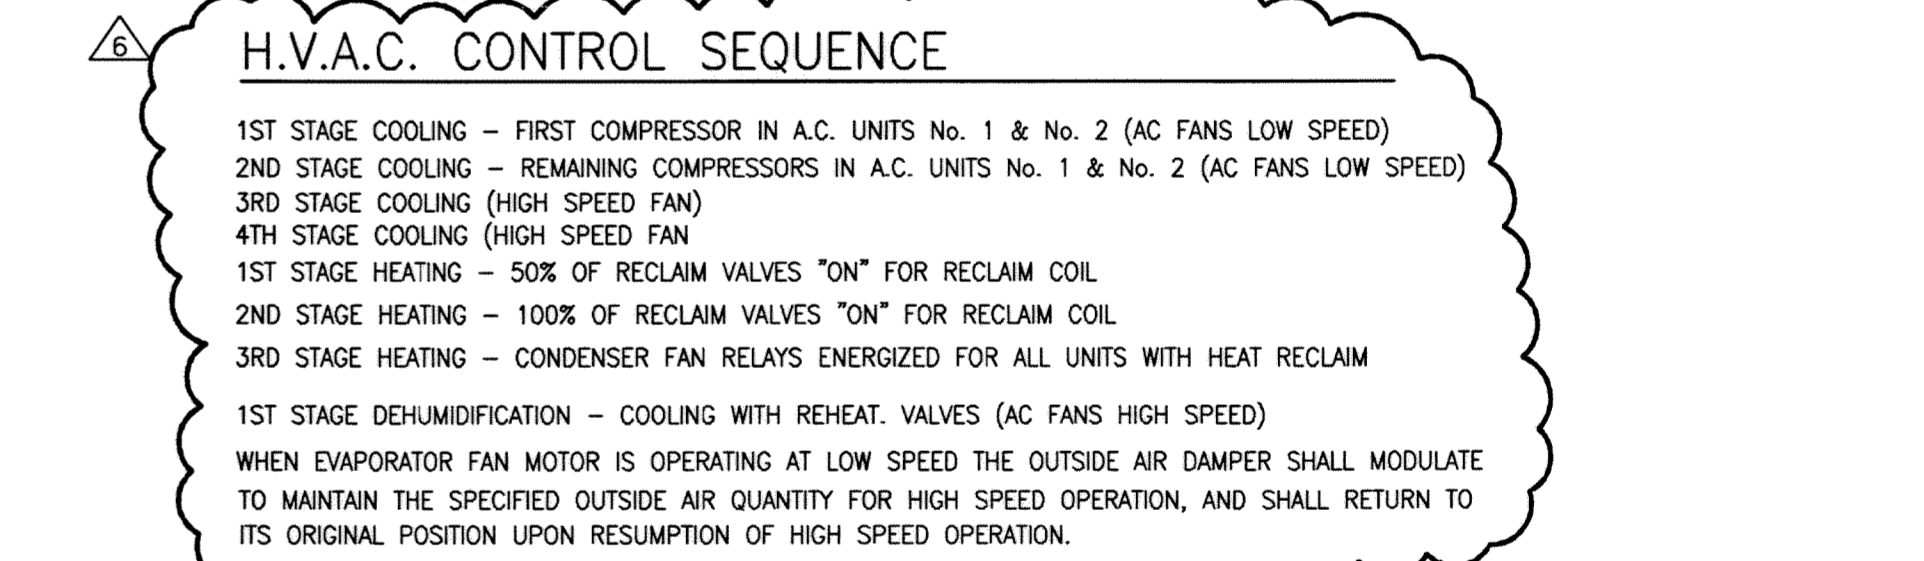 6
H.V.A.C. CONTROL SEQUENCE
1ST STAGE COOLING – FIRST COMPRESSOR IN A.C. UNITS No. 1 & No. 2 (AC FANS LOW SPEED)
2ND STAGE COOLING – REMAINING COMPRESSORS IN A.C. UNITS No. 1 & No. 2 (AC FANS LOW SPEED)
3RD STAGE COOLING (HIGH SPEED FAN)
4TH STAGE COOLING (HIGH SPEED FAN
1ST STAGE HEATING – 50% OF RECLAIM VALVES "ON" FOR RECLAIM COIL
2ND STAGE HEATING – 100% OF RECLAIM VALVES "ON" FOR RECLAIM COIL
3RD STAGE HEATING – CONDENSER FAN RELAYS ENERGIZED FOR ALL UNITS WITH HEAT RECLAIM
1ST STAGE DEHUMIDIFICATION – COOLING WITH REHEAT. VALVES (AC FANS HIGH SPEED)
WHEN EVAPORATOR FAN MOTOR IS OPERATING AT LOW SPEED THE OUTSIDE AIR DAMPER SHALL MODULATE
TO MAINTAIN THE SPECIFIED OUTSIDE AIR QUANTITY FOR HIGH SPEED OPERATION, AND SHALL RETURN TO
ITS ORIGINAL POSITION UPON RESUMPTION OF HIGH SPEED OPERATION.